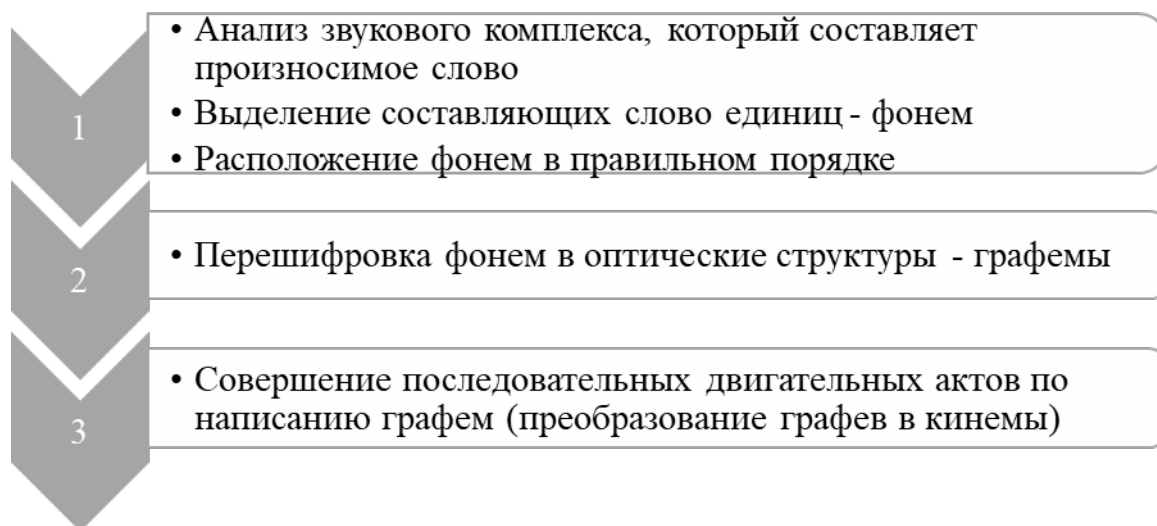 • Анализ звукового комплекса, который составляет
произносимое слово
• Выделение составляющих слово единиц - фонем
1
• Расположение фонем в правильном порядке
• Перешифровка фонем в оптические структуры - графемы
2
• Совершение последовательных двигательных актов по
написанию графем (преобразование графев в кинемы)
3